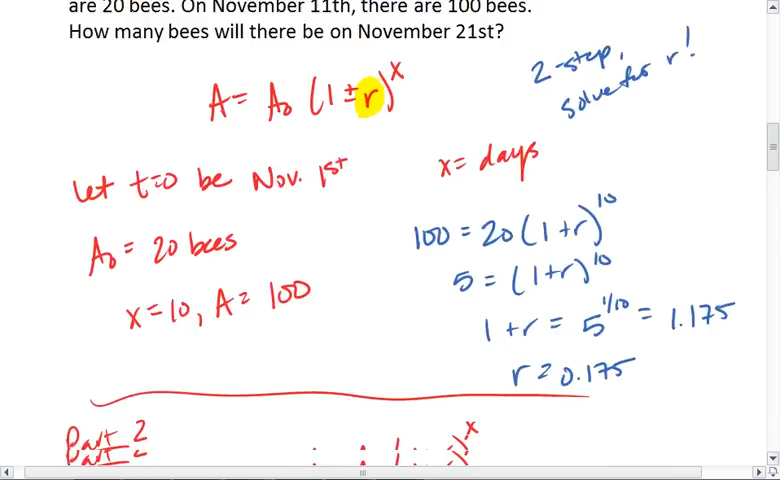 are 20 bees. On November 11th, there are 100 bees.
How many bees will there be on November 21st?
2-step,
solve for r!
A = A₀ (1 ± r)ˣ
let t=0 be Nov. 1st
x = days
A₀ = 20 bees
x = 10, A = 100
100 = 20 (1 + r)¹⁰
5 = (1+r)¹⁰
1 + r = 5^1/10 = 1.175
r = 0.175
Part 2